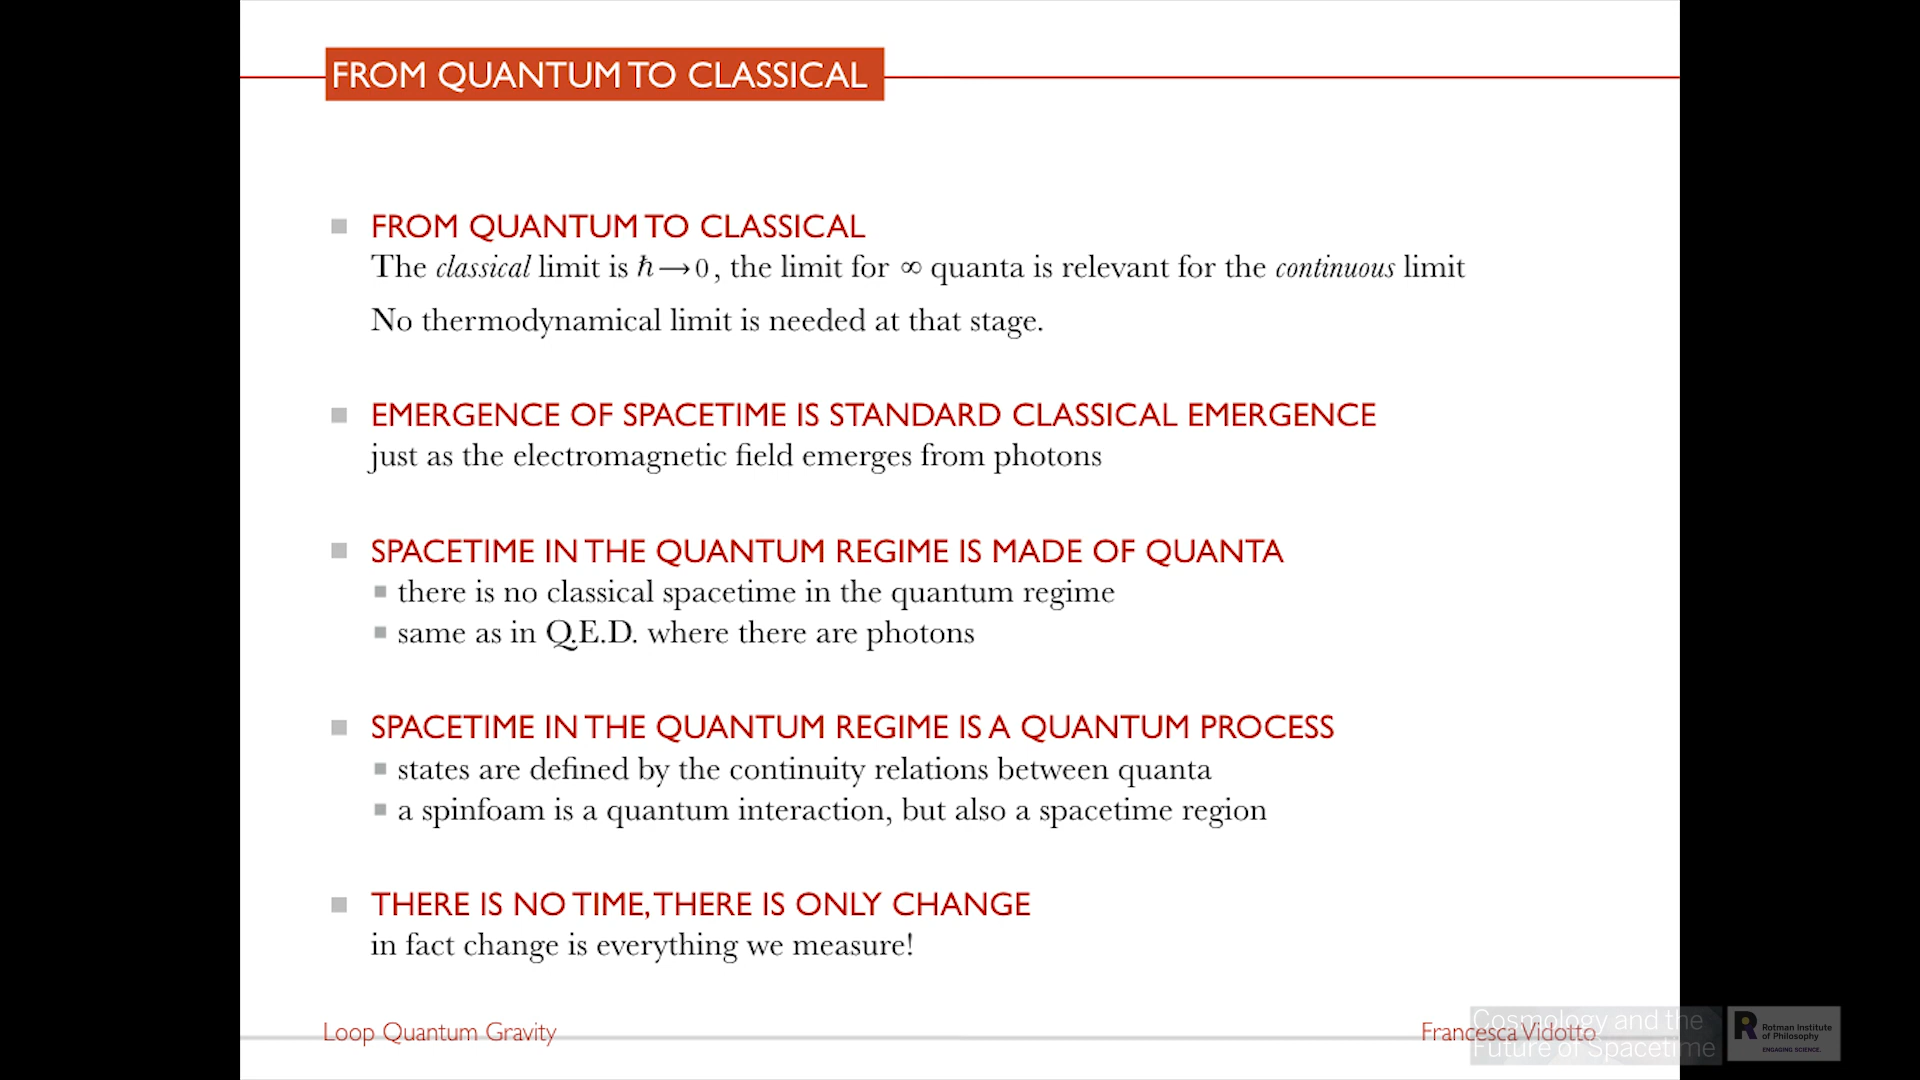 FROM QUANTUM TO CLASSICAL
FROM QUANTUM TO CLASSICAL
The classical limit is ℏ→0, the limit for ∞ quanta is relevant for the continuous limit
No thermodynamical limit is needed at that stage.
EMERGENCE OF SPACETIME IS STANDARD CLASSICAL EMERGENCE
just as the electromagnetic field emerges from photons
SPACETIME IN THE QUANTUM REGIME IS MADE OF QUANTA
there is no classical spacetime in the quantum regime
same as in Q.E.D. where there are photons
SPACETIME IN THE QUANTUM REGIME IS A QUANTUM PROCESS
states are defined by the continuity relations between quanta
a spinfoam is a quantum interaction, but also a spacetime region
THERE IS NO TIME, THERE IS ONLY CHANGE
in fact change is everything we measure!
Loop Quantum Gravity
Francesca Vidotto
Cosmology and the
Future of Spacetime
R
Rotman Institute
of Philosophy
ENGAGING SCIENCE.